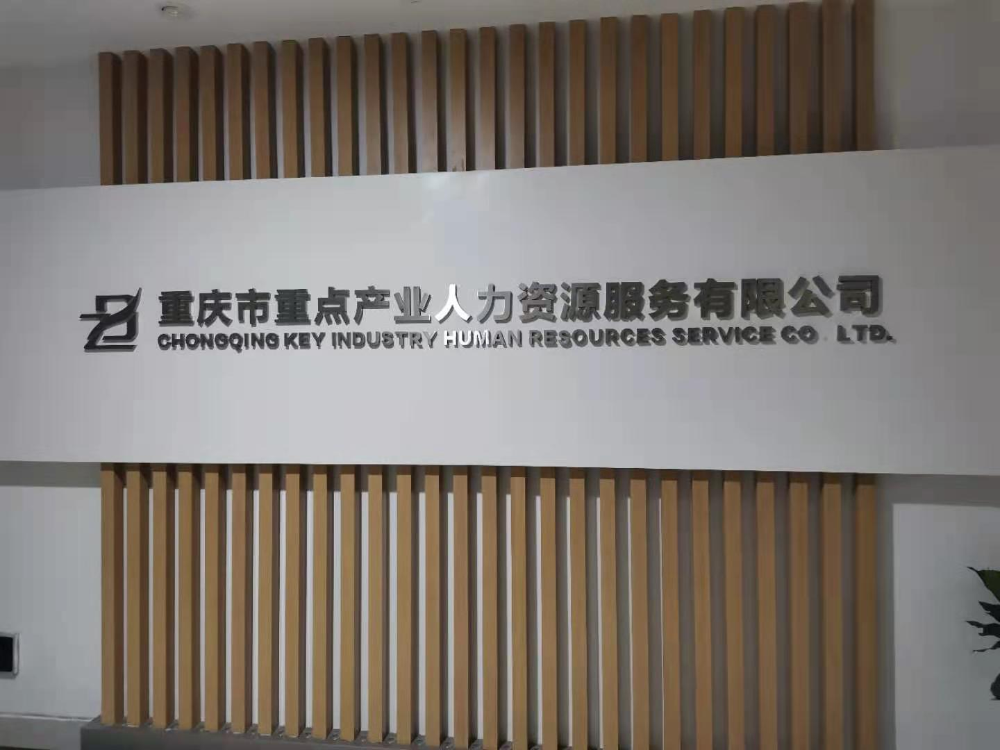 重庆市重点产业人力资源服务有限公司
CHONGQING KEY INDUSTRY HUMAN RESOURCES SERVICE CO . LTD.